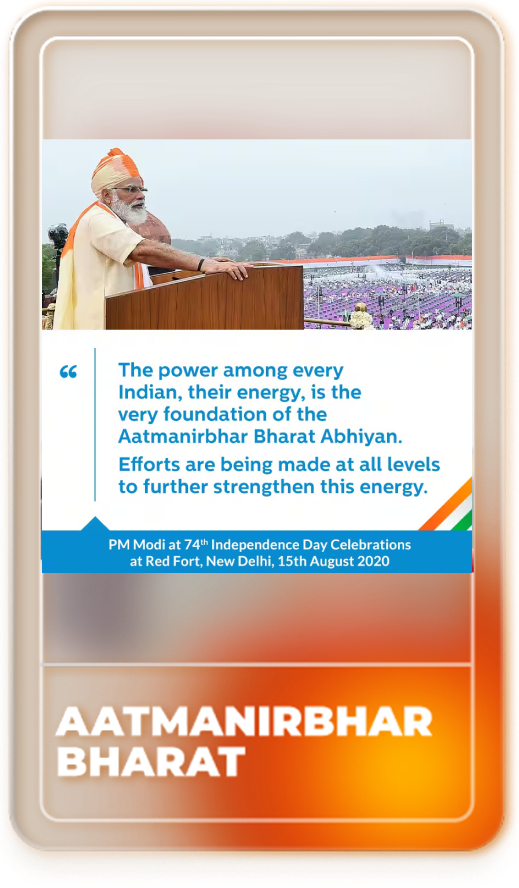 “
The power among every
Indian, their energy, is the
very foundation of the
Aatmanirbhar Bharat Abhiyan.
Efforts are being made at all levels
to further strengthen this energy.
PM Modi at 74th Independence Day Celebrations
at Red Fort, New Delhi, 15th August 2020
AATMANIRBHAR
BHARAT